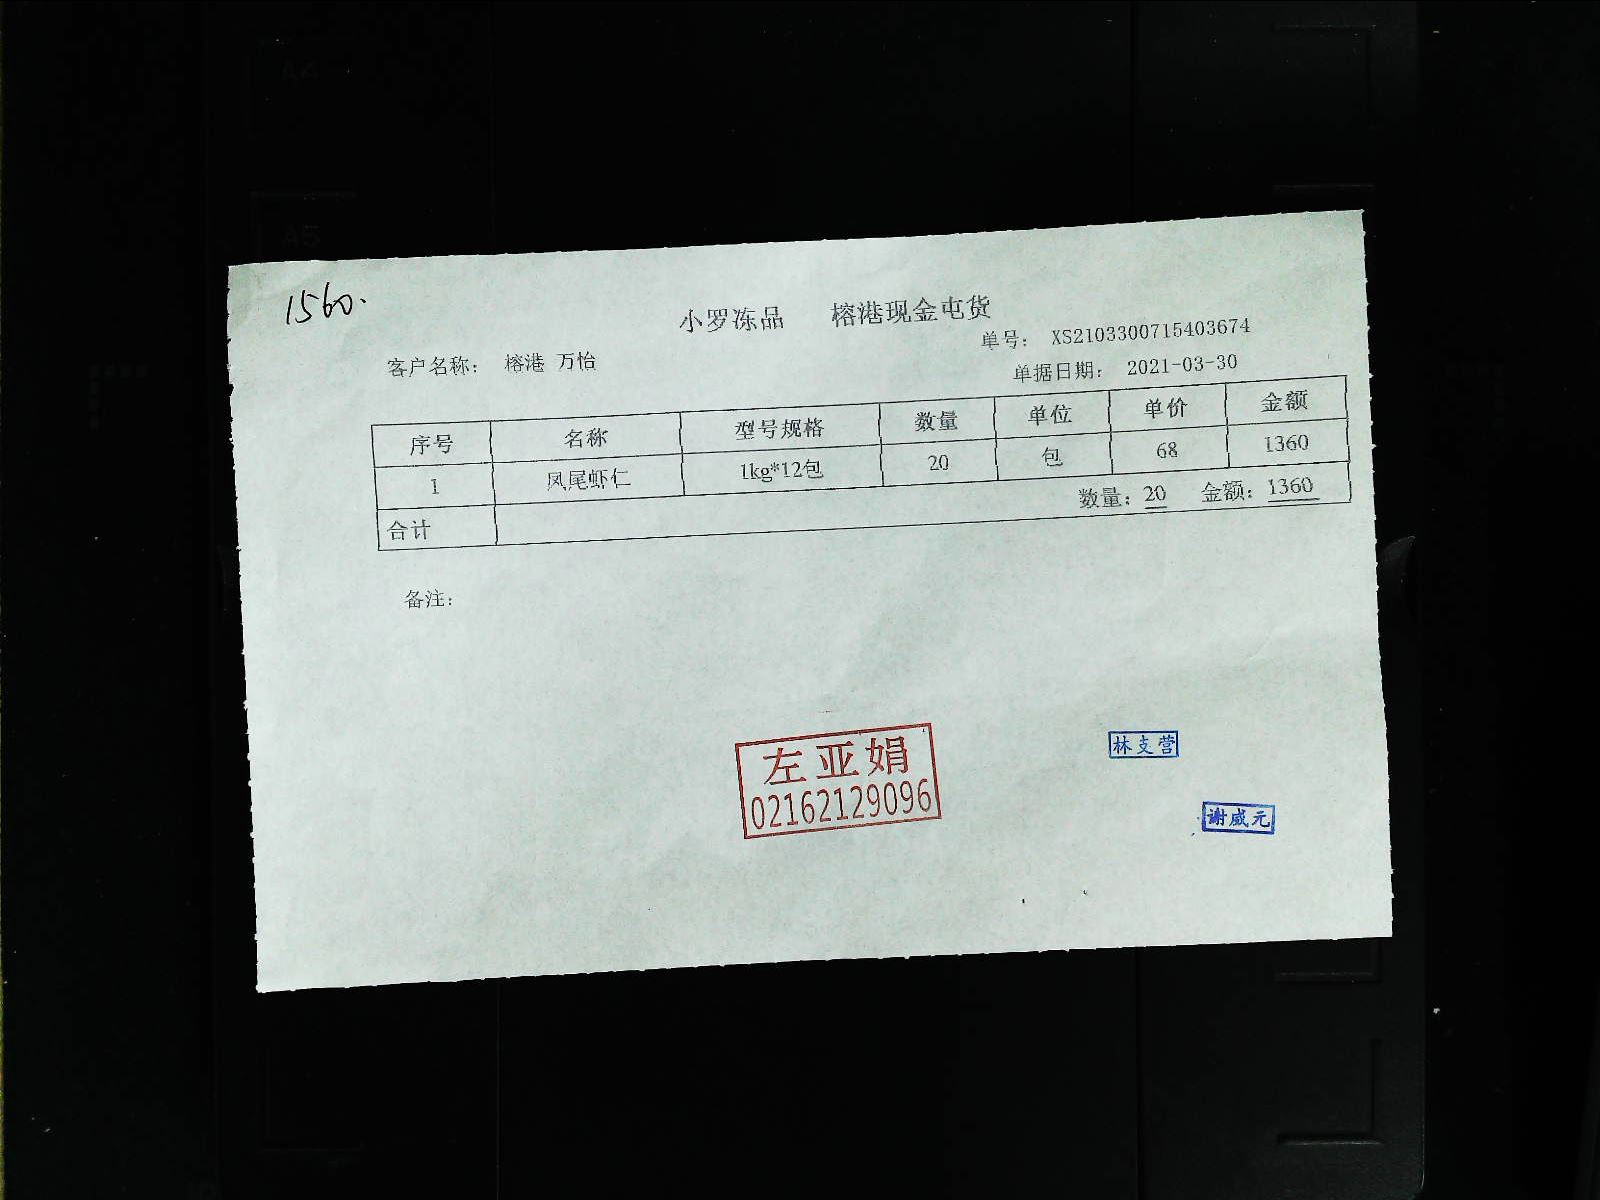 A4
A5
1560.
小罗冻品 榕港现金屯货
单号： XS2103300715403674
客户名称： 榕港 万怡
单据日期： 2021-03-30
序号 名称 型号规格 数量 单位 单价 金额
1 凤尾虾仁 1kg*12包 20 包 68 1360
合计 数量：20 金额：1360
备注：
左亚娟
02162129096
林支营
谢威元